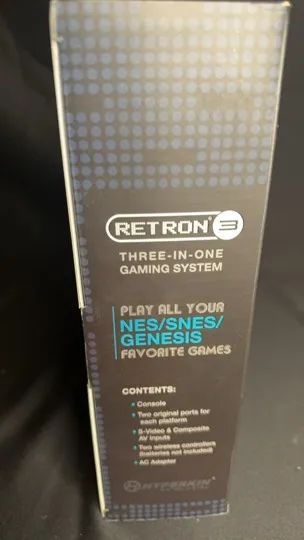 RETRON® 3
THREE-IN-ONE
GAMING SYSTEM
PLAY ALL YOUR
NES/SNES/
GENESIS
FAVORITE GAMES
CONTENTS:
• Console
• Two original ports for
each platform
• S-Video & Composite
AV inputs
• Two wireless controllers
(batteries not included)
• AC Adapter
HYPERKIN